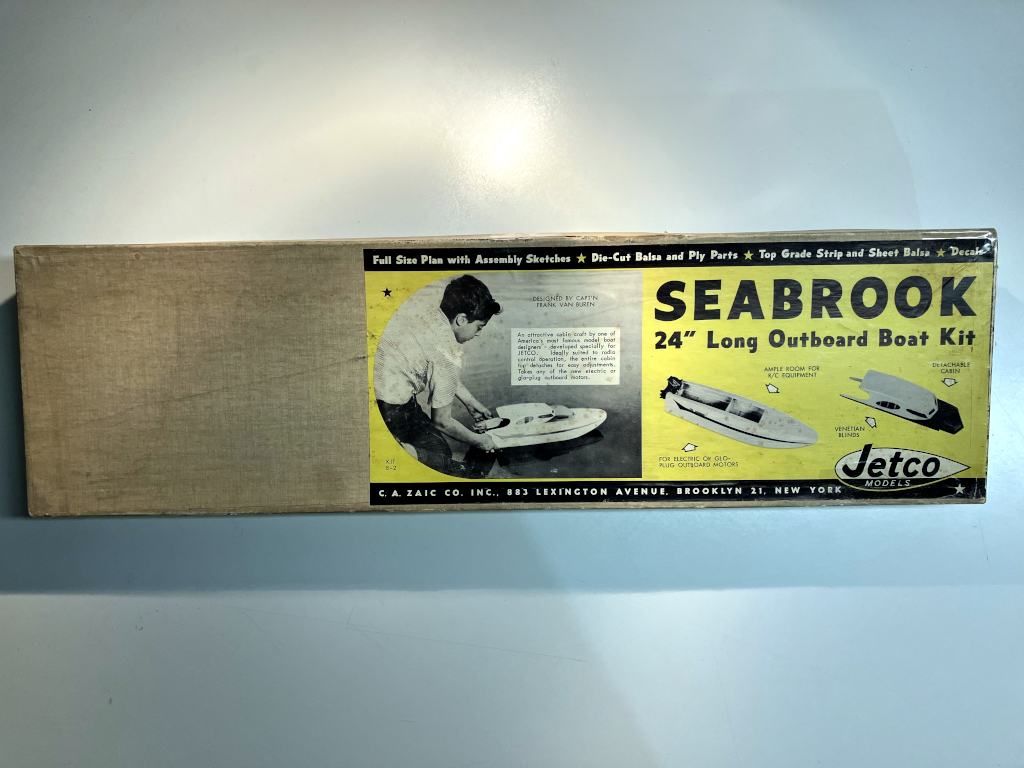 Full Size Plan with Assembly Sketches ★ Die-Cut Balsa and Ply Parts ★ Top Grade Strip and Sheet Balsa ★ Decals
DESIGNED BY CAPT'N
FRANK VAN BUREN
An attractive cabin craft by one of
America's most famous model boat
designers - developed specially for
JETCO. Ideally suited to radio
control operation, the entire cabin
top detaches for easy adjustments.
Takes any of the new electric or
glo-plug outboard motors.
KIT
B-2
SEABROOK
24" Long Outboard Boat Kit
AMPLE ROOM FOR
R/C EQUIPMENT
DETACHABLE
CABIN
VENETIAN
BLINDS
FOR ELECTRIC OR GLO-
PLUG OUTBOARD MOTORS
Jetco
MODELS
C. A. ZAIC CO. INC., 883 LEXINGTON AVENUE, BROOKLYN 21, NEW YORK